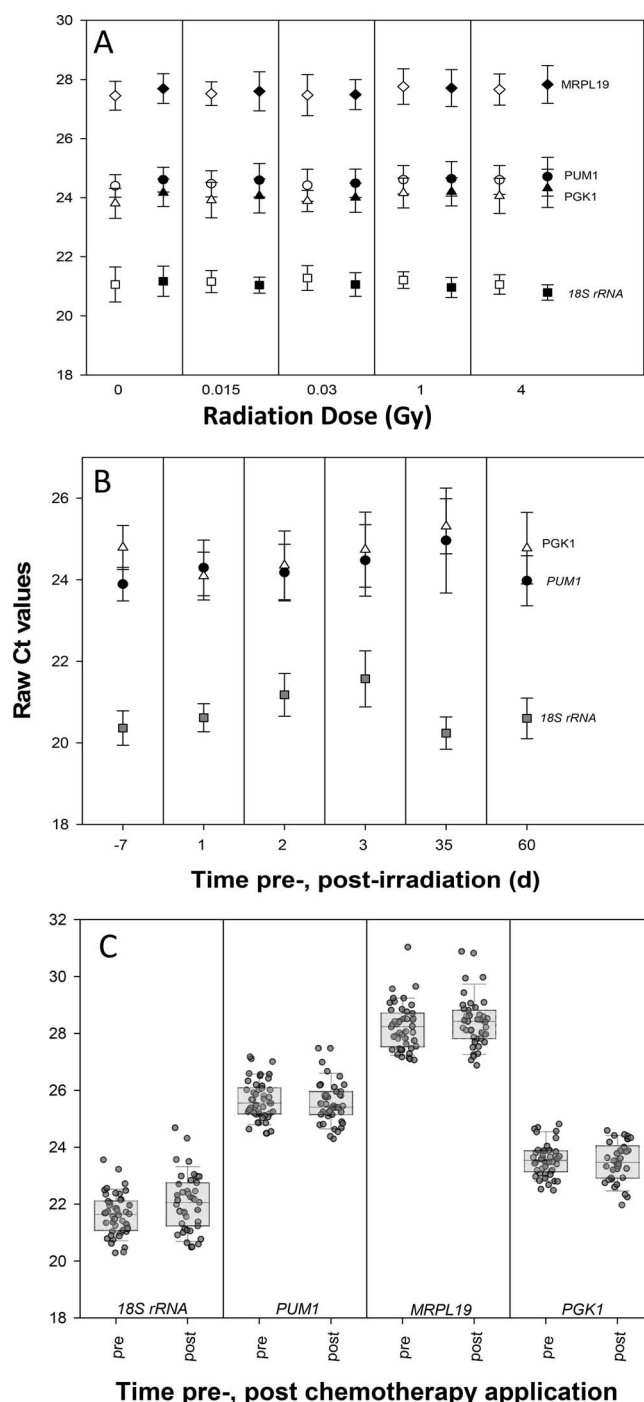 A
30
28
26
24
22
20
18
MRPL19
PUM1
PGK1
18S rRNA
0 0.015 0.03 1 4
Radiation Dose (Gy)
B
26
24
22
20
18
Raw Ct values
PGK1
PUM1
18S rRNA
-7 1 2 3 35 60
Time pre-, post-irradiation (d)
C
32
30
28
26
24
22
20
18
18S rRNA PUM1 MRPL19 PGK1
pre post pre post pre post pre post
Time pre-, post chemotherapy application